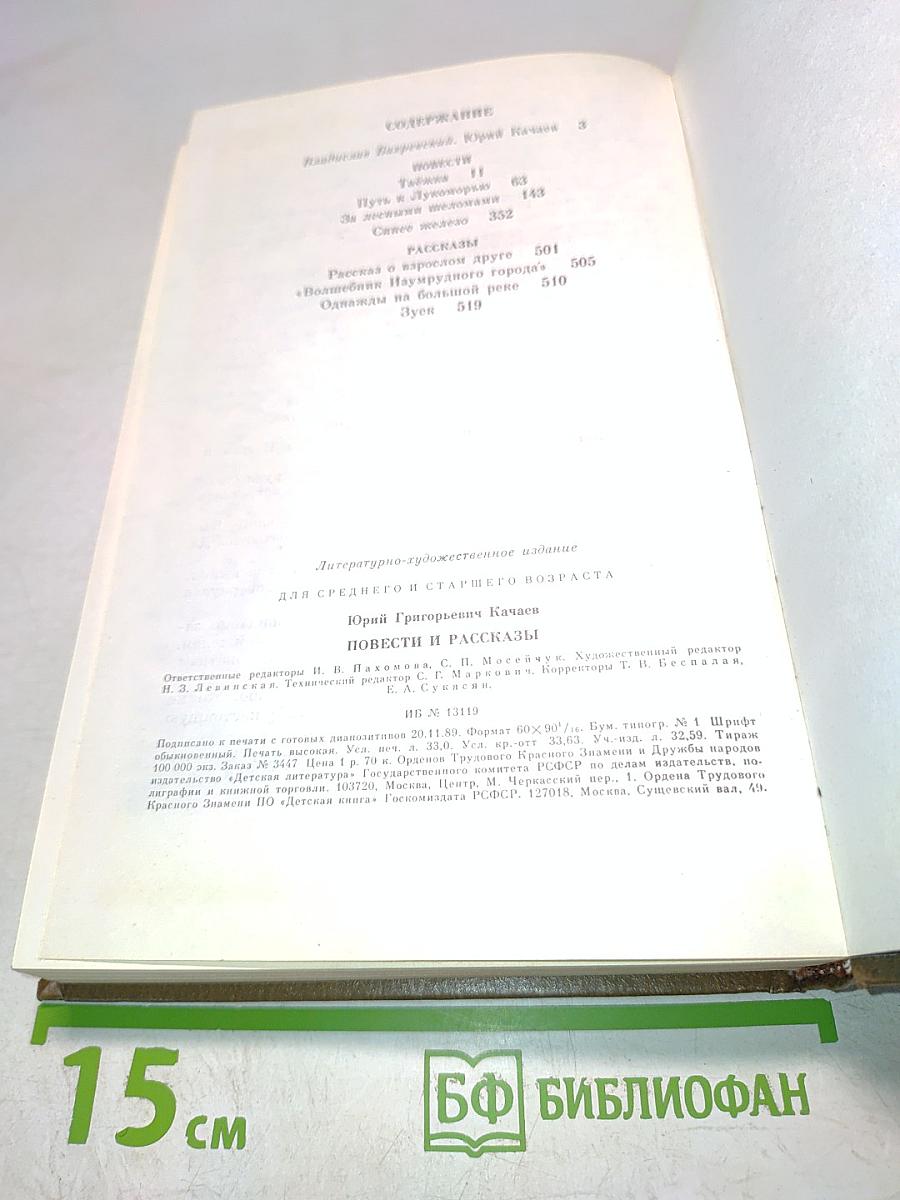 СОДЕРЖАНИЕ
Владислав Бахревский. Юрий Качаев 3
ПОВЕСТИ
Таёжка 11
Путь к Лукоморью 63
За лесными шеломами 143
Синее железо 352
РАССКАЗЫ
Рассказ о взрослом друге 501
«Волшебник Изумрудного города» 505
Однажды на большой реке 510
Зуек 519
Литературно-художественное издание
ДЛЯ СРЕДНЕГО И СТАРШЕГО ВОЗРАСТА
Юрий Григорьевич Качаев
ПОВЕСТИ И РАССКАЗЫ
Ответственные редакторы И. В. Пахомова, С. П. Мосейчук. Художественный редактор
Н. З. Левинская. Технический редактор С. Г. Маркович. Корректоры Т. В. Беспалая,
Е. А. Сукясян.
ИБ № 13119
Подписано к печати с готовых диапозитивов 20.11.89. Формат 60×90¹/₁₆. Бум. типогр. № 1 Шрифт
обыкновенный. Печать высокая. Усл. печ. л. 33,0. Усл. кр.-отт 33,63. Уч.-изд. л. 32,59. Тираж
100 000 экз. Заказ № 3447 Цена 1 р. 70 к. Орденов Трудового Красного Знамени и Дружбы народов
издательство «Детская литература» Государственного комитета РСФСР по делам издательств, по-
лиграфии и книжной торговли. 103720, Москва, Центр, М. Черкасский пер., 1. Ордена Трудового
Красного Знамени ПО «Детская книга» Госкомиздата РСФСР. 127018, Москва, Сущевский вал, 49.
15 см
БФ БИБЛИОФАН